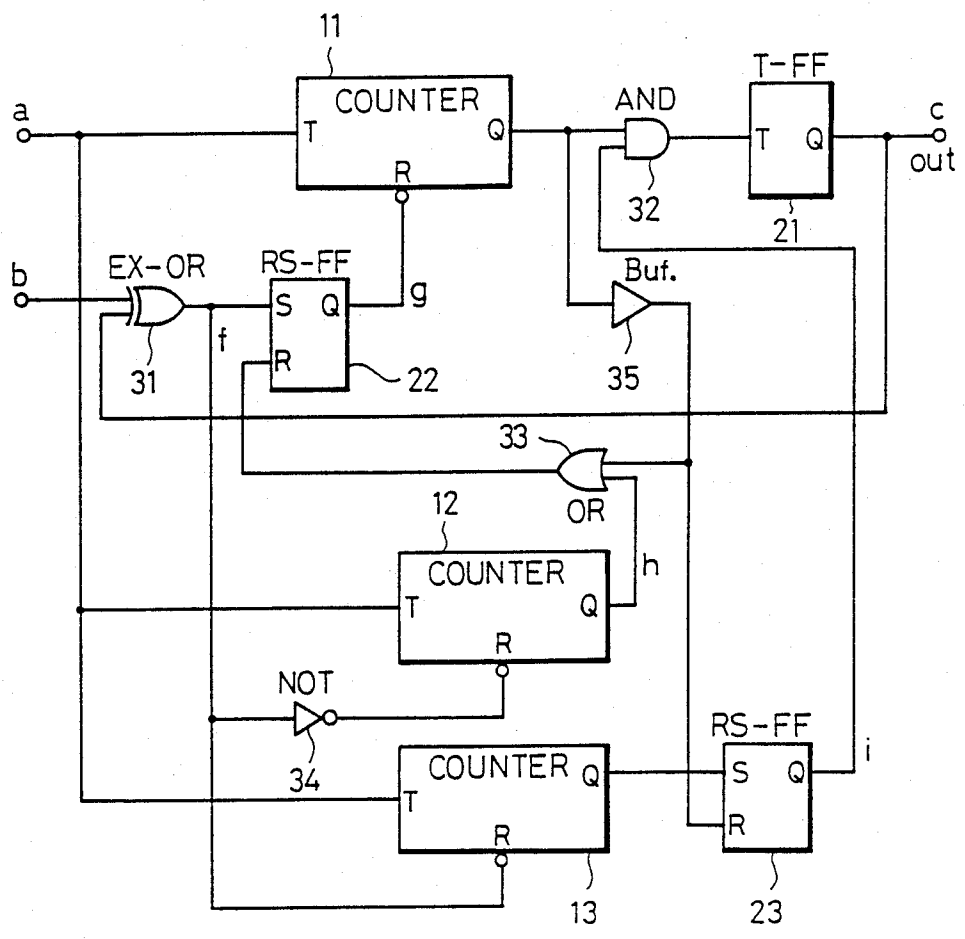 11
T-FF
a
COUNTER
T
Q
R
AND
32
T
Q
21
c
out
b
EX-OR
31
f
RS-FF
S
Q
R
g
22
Buf.
35
33
OR
12
COUNTER
T
Q
R
h
NOT
34
COUNTER
T
Q
R
13
RS-FF
S
Q
R
i
23